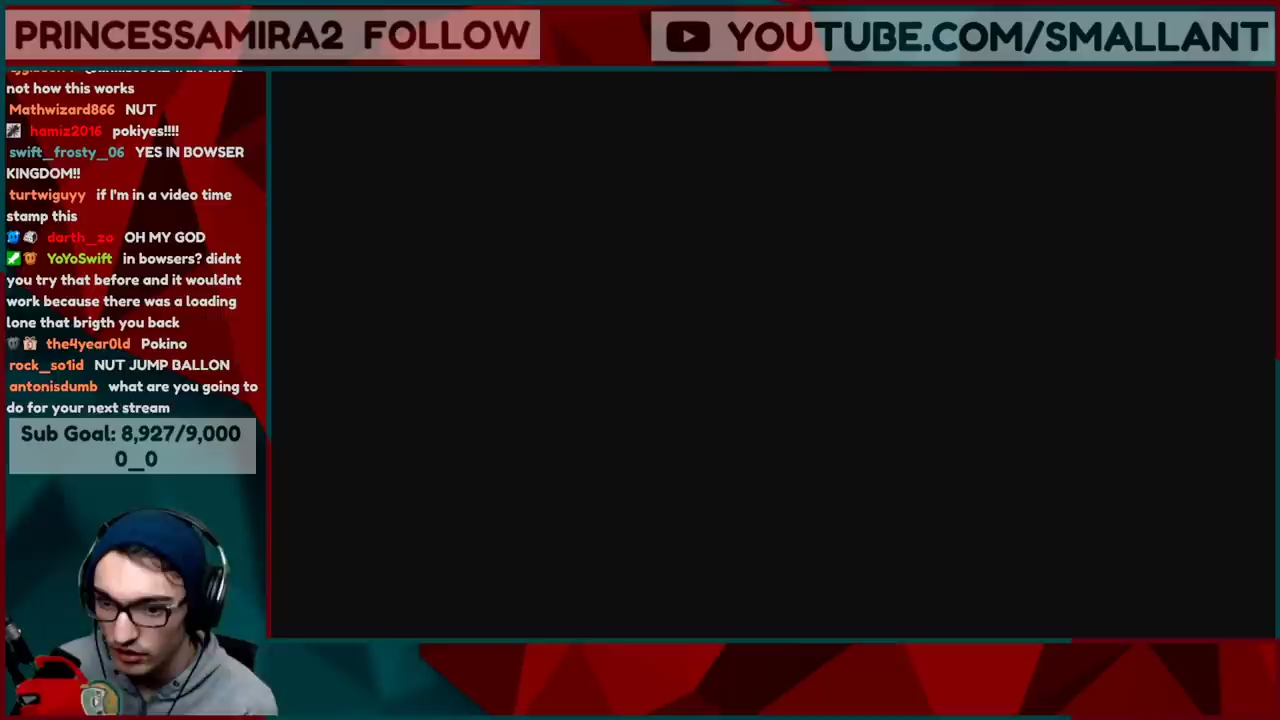 PRINCESSAMIRA2 FOLLOW
YOUTUBE.COM/SMALLANT
not how this works
Mathwizard866 NUT
hamiz2016 pokiyes!!!!
swift_frosty_06 YES IN BOWSER
KINGDOM!!
turtwiguyy if I'm in a video time
stamp this
darth_zo OH MY GOD
YoYoSwift in bowsers? didnt
you try that before and it wouldnt
work because there was a loading
lone that brigth you back
the4year0ld Pokino
rock_so1id NUT JUMP BALLON
antonisdumb what are you going to
do for your next stream
Sub Goal: 8,927/9,000
0_0